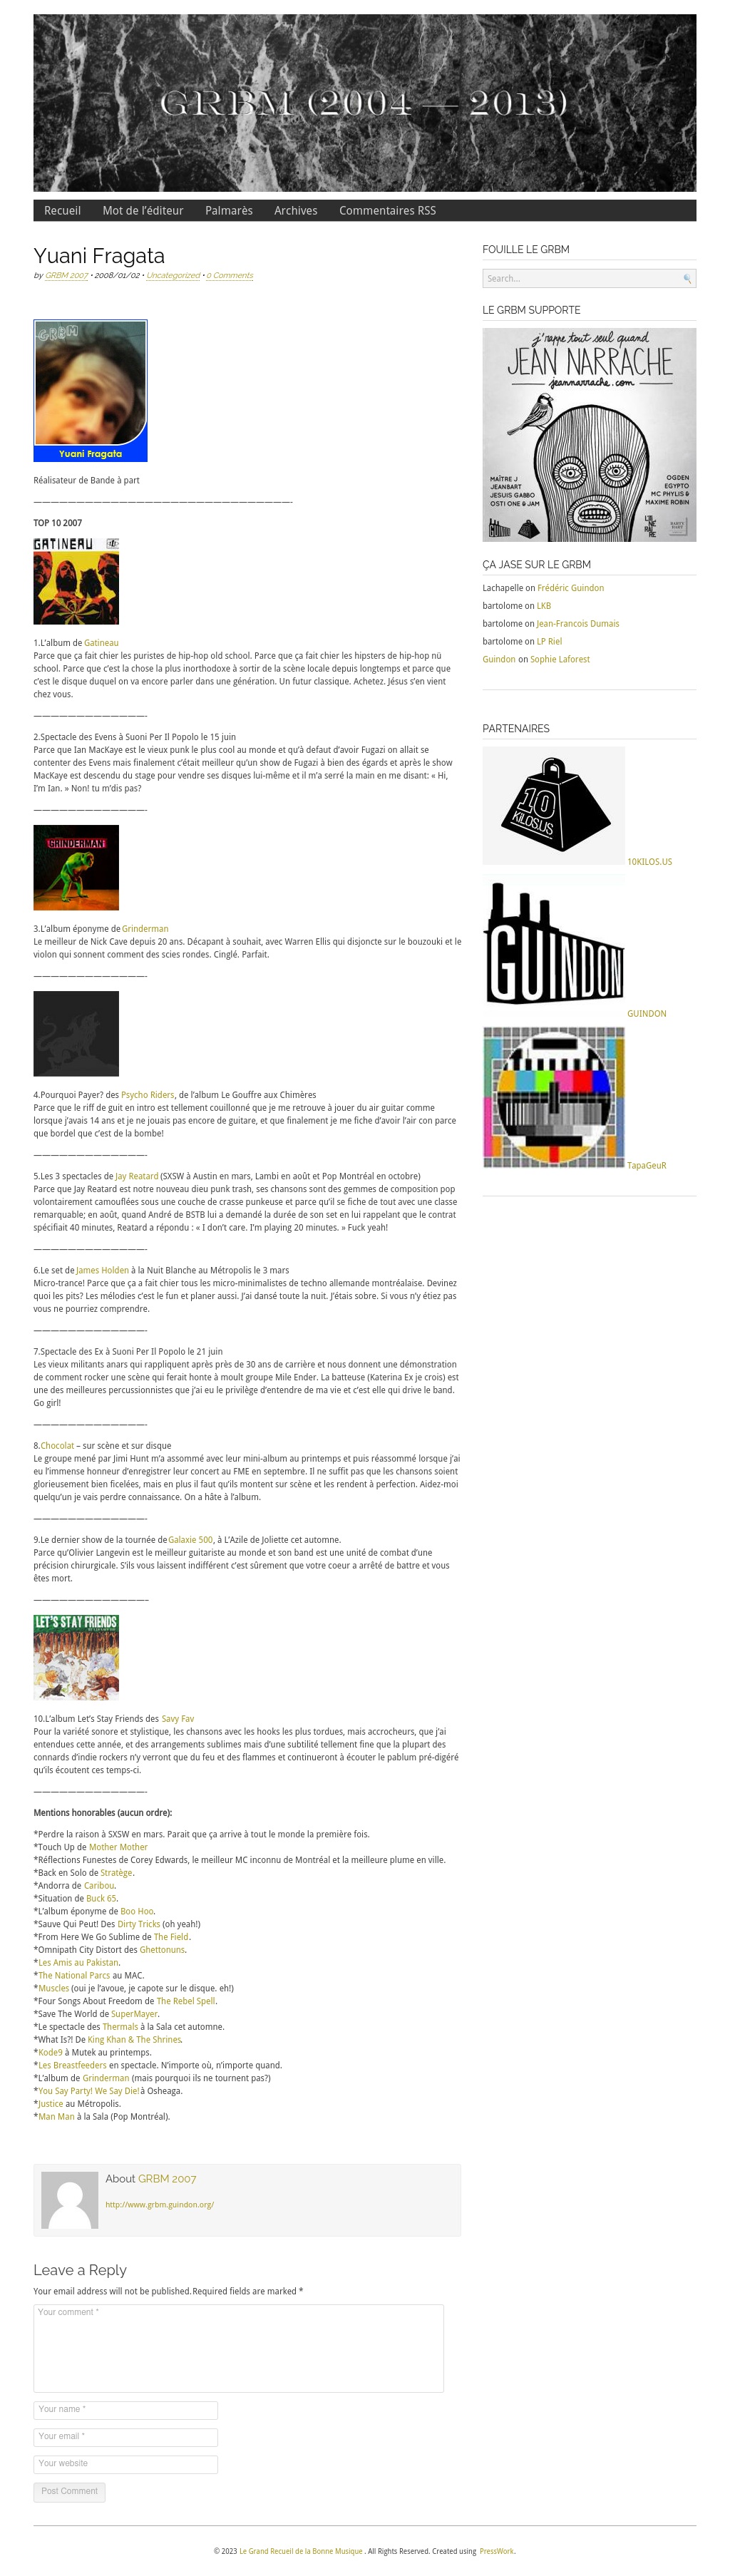 GRBM (2004 — 2013)
Recueil
Mot de l'éditeur
Palmarès
Archives
Commentaires RSS
Yuani Fragata
by GRBM 2007 • 2008/01/02 • Uncategorized • 0 Comments
GRBM
Yuani Fragata
Réalisateur de Bande à part
——————————————————————————————-
TOP 10 2007
GATINEAU
1.L'album de Gatineau
Parce que ça fait chier les puristes de hip-hop old school. Parce que ça fait chier les hipsters de hip-hop nü
school. Parce que c'est la chose la plus inorthodoxe à sortir de la scène locale depuis longtemps et parce que
c'est le disque duquel on va encore parler dans une génération. Un futur classique. Achetez. Jésus s'en vient
chez vous.
—————————————-
2.Spectacle des Evens à Suoni Per Il Popolo le 15 juin
Parce que Ian MacKaye est le vieux punk le plus cool au monde et qu'à defaut d'avoir Fugazi on allait se
contenter des Evens mais finalement c'était meilleur qu'un show de Fugazi à bien des égards et après le show
MacKaye est descendu du stage pour vendre ses disques lui-même et il m'a serré la main en me disant: « Hi,
I'm Ian. » Non! tu m'dis pas?
—————————————-
GRINDERMAN
3.L'album éponyme de Grinderman
Le meilleur de Nick Cave depuis 20 ans. Décapant à souhait, avec Warren Ellis qui disjoncte sur le bouzouki et le
violon qui sonnent comment des scies rondes. Cinglé. Parfait.
—————————————-
4.Pourquoi Payer? des Psycho Riders, de l'album Le Gouffre aux Chimères
Parce que le riff de guit en intro est tellement couillonné que je me retrouve à jouer du air guitar comme
lorsque j'avais 14 ans et je ne jouais pas encore de guitare, et que finalement je me fiche d'avoir l'air con parce
que bordel que c'est de la bombe!
—————————————-
5.Les 3 spectacles de Jay Reatard (SXSW à Austin en mars, Lambi en août et Pop Montréal en octobre)
Parce que Jay Reatard est notre nouveau dieu punk trash, ses chansons sont des gemmes de composition pop
volontairement camouflées sous une couche de crasse punkeuse et parce qu'il se fiche de tout avec une classe
remarquable; en août, quand André de BSTB lui a demandé la durée de son set en lui rappelant que le contrat
spécifiait 40 minutes, Reatard a répondu : « I don't care. I'm playing 20 minutes. » Fuck yeah!
—————————————-
6.Le set de James Holden à la Nuit Blanche au Métropolis le 3 mars
Micro-trance! Parce que ça a fait chier tous les micro-minimalistes de techno allemande montréalaise. Devinez
quoi les pits? Les mélodies c'est le fun et planer aussi. J'ai dansé toute la nuit. J'étais sobre. Si vous n'y étiez pas
vous ne pourriez comprendre.
—————————————-
7.Spectacle des Ex à Suoni Per Il Popolo le 21 juin
Les vieux militants anars qui rappliquent après près de 30 ans de carrière et nous donnent une démonstration
de comment rocker une scène qui ferait honte à moult groupe Mile Ender. La batteuse (Katerina Ex je crois) est
une des meilleures percussionnistes que j'ai eu le privilège d'entendre de ma vie et c'est elle qui drive le band.
Go girl!
—————————————-
8.Chocolat – sur scène et sur disque
Le groupe mené par Jimi Hunt m'a assommé avec leur mini-album au printemps et puis réassommé lorsque j'ai
eu l'immense honneur d'enregistrer leur concert au FME en septembre. Il ne suffit pas que les chansons soient
glorieusement bien ficelées, mais en plus il faut qu'ils montent sur scène et les rendent à perfection. Aidez-moi
quelqu'un je vais perdre connaissance. On a hâte à l'album.
—————————————-
9.Le dernier show de la tournée de Galaxie 500, à L'Azile de Joliette cet automne.
Parce qu'Olivier Langevin est le meilleur guitariste au monde et son band est une unité de combat d'une
précision chirurgicale. S'ils vous laissent indifférent c'est sûrement que votre coeur a arrêté de battre et vous
êtes mort.
—————————————–
LET'S STAY FRIENDS
10.L'album Let's Stay Friends des Savy Fav
Pour la variété sonore et stylistique, les chansons avec les hooks les plus tordues, mais accrocheurs, que j'ai
entendues cette année, et des arrangements sublimes mais d'une subtilité tellement fine que la plupart des
connards d'indie rockers n'y verront que du feu et des flammes et continueront à écouter le pablum pré-digéré
qu'ils écoutent ces temps-ci.
—————————————-
Mentions honorables (aucun ordre):
*Perdre la raison à SXSW en mars. Parait que ça arrive à tout le monde la première fois.
*Touch Up de Mother Mother
*Réflections Funestes de Corey Edwards, le meilleur MC inconnu de Montréal et la meilleure plume en ville.
*Back en Solo de Stratège.
*Andorra de Caribou.
*Situation de Buck 65.
*L'album éponyme de Boo Hoo.
*Sauve Qui Peut! Des Dirty Tricks (oh yeah!)
*From Here We Go Sublime de The Field.
*Omnipath City Distort des Ghettonuns.
*Les Amis au Pakistan.
*The National Parcs au MAC.
*Muscles (oui je l'avoue, je capote sur le disque. eh!)
*Four Songs About Freedom de The Rebel Spell.
*Save The World de SuperMayer.
*Le spectacle des Thermals à la Sala cet automne.
*What Is?! De King Khan & The Shrines.
*Kode9 à Mutek au printemps.
*Les Breastfeeders en spectacle. N'importe où, n'importe quand.
*L'album de Grinderman (mais pourquoi ils ne tournent pas?)
*You Say Party! We Say Die! à Osheaga.
*Justice au Métropolis.
*Man Man à la Sala (Pop Montréal).
About GRBM 2007
http://www.grbm.guindon.org/
Leave a Reply
Your email address will not be published. Required fields are marked *
Your comment *
Your name *
Your email *
Your website
Post Comment
FOUILLE LE GRBM
Search...
LE GRBM SUPPORTE
j'rappe tout seul quand
JEAN NARRACHE
jeannarrache.com
MAÎTRE J
JEANBART
JESUIS GABBO
OSTI ONE & JAM
OGDEN
EGYPTO
MC PHYLIS &
MAXIME ROBIN
ÇA JASE SUR LE GRBM
Lachapelle on Frédéric Guindon
bartolome on LKB
bartolome on Jean-Francois Dumais
bartolome on LP Riel
Guindon on Sophie Laforest
PARTENAIRES
10
KILOS.US
10KILOS.US
GUINDON
GUINDON
TapaGeuR
© 2023 Le Grand Recueil de la Bonne Musique . All Rights Reserved. Created using PressWork.